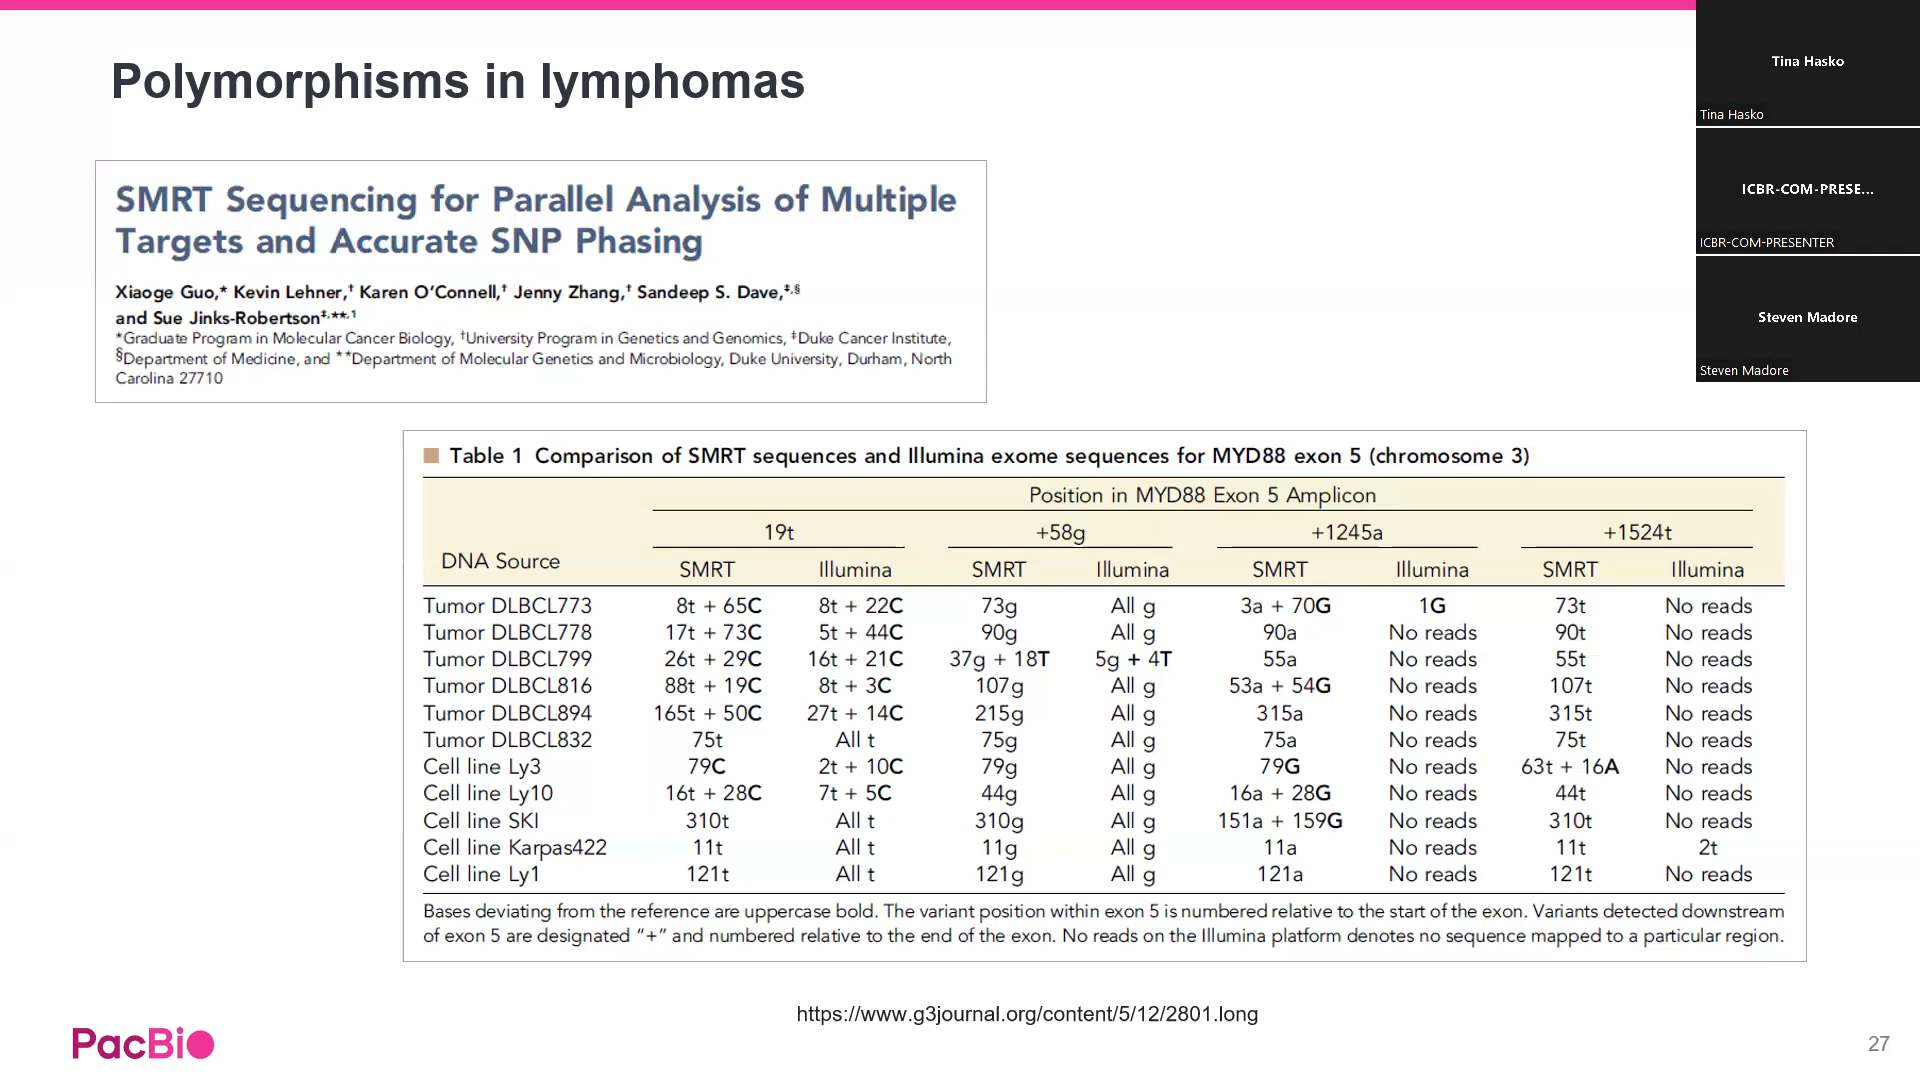 Polymorphisms in lymphomas
SMRT Sequencing for Parallel Analysis of Multiple
Targets and Accurate SNP Phasing
Xiaoge Guo,* Kevin Lehner,† Karen O’Connell,† Jenny Zhang,† Sandeep S. Dave,‡,§
and Sue Jinks-Robertson‡,**,1
*Graduate Program in Molecular Cancer Biology, †University Program in Genetics and Genomics, ‡Duke Cancer Institute,
§Department of Medicine, and **Department of Molecular Genetics and Microbiology, Duke University, Durham, North
Carolina 27710
Table 1 Comparison of SMRT sequences and Illumina exome sequences for MYD88 exon 5 (chromosome 3)
Position in MYD88 Exon 5 Amplicon
19t +58g +1245a +1524t
DNA Source SMRT Illumina SMRT Illumina SMRT Illumina SMRT Illumina
Tumor DLBCL773 8t + 65C 8t + 22C 73g All g 3a + 70G 1G 73t No reads
Tumor DLBCL778 17t + 73C 5t + 44C 90g All g 90a No reads 90t No reads
Tumor DLBCL799 26t + 29C 16t + 21C 37g + 18T 5g + 4T 55a No reads 55t No reads
Tumor DLBCL816 88t + 19C 8t + 3C 107g All g 53a + 54G No reads 107t No reads
Tumor DLBCL894 165t + 50C 27t + 14C 215g All g 315a No reads 315t No reads
Tumor DLBCL832 75t All t 75g All g 75a No reads 75t No reads
Cell line Ly3 79C 2t + 10C 79g All g 79G No reads 63t + 16A No reads
Cell line Ly10 16t + 28C 7t + 5C 44g All g 16a + 28G No reads 44t No reads
Cell line SKI 310t All t 310g All g 151a + 159G No reads 310t No reads
Cell line Karpas422 11t All t 11g All g 11a No reads 11t 2t
Cell line Ly1 121t All t 121g All g 121a No reads 121t No reads
Bases deviating from the reference are uppercase bold. The variant position within exon 5 is numbered relative to the start of the exon. Variants detected downstream
of exon 5 are designated “+” and numbered relative to the end of the exon. No reads on the Illumina platform denotes no sequence mapped to a particular region.
https://www.g3journal.org/content/5/12/2801.long
PacBio
27
Tina Hasko
Tina Hasko
ICBR-COM-PRESE...
ICBR-COM-PRESENTER
Steven Madore
Steven Madore